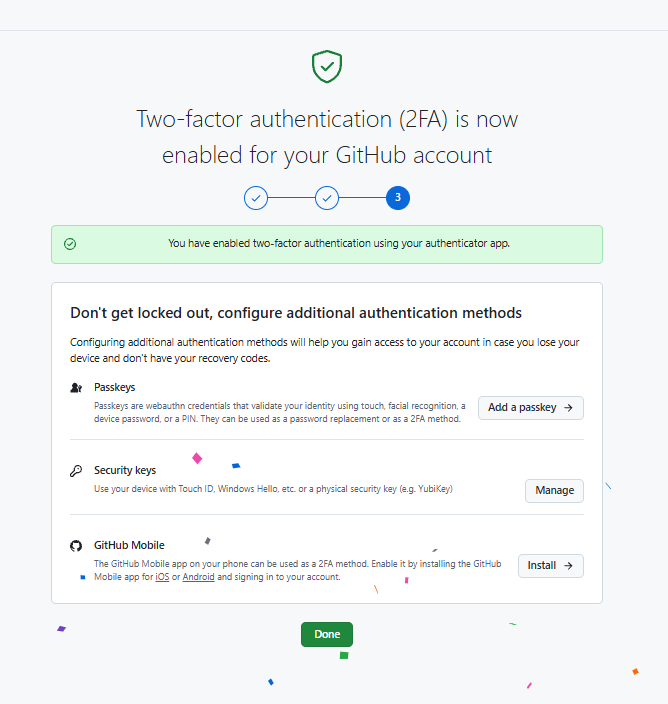 Two-factor authentication (2FA) is now
enabled for your GitHub account
3
You have enabled two-factor authentication using your authenticator app.
Don't get locked out, configure additional authentication methods
Configuring additional authentication methods will help you gain access to your account in case you lose your
device and don't have your recovery codes.
Passkeys
Passkeys are webauthn credentials that validate your identity using touch, facial recognition, a
device password, or a PIN. They can be used as a password replacement or as a 2FA method.
Add a passkey
Security keys
Use your device with Touch ID, Windows Hello, etc. or a physical security key (e.g. YubiKey)
Manage
GitHub Mobile
The GitHub Mobile app on your phone can be used as a 2FA method. Enable it by installing the GitHub
Mobile app for iOS or Android and signing in to your account.
Install
Done